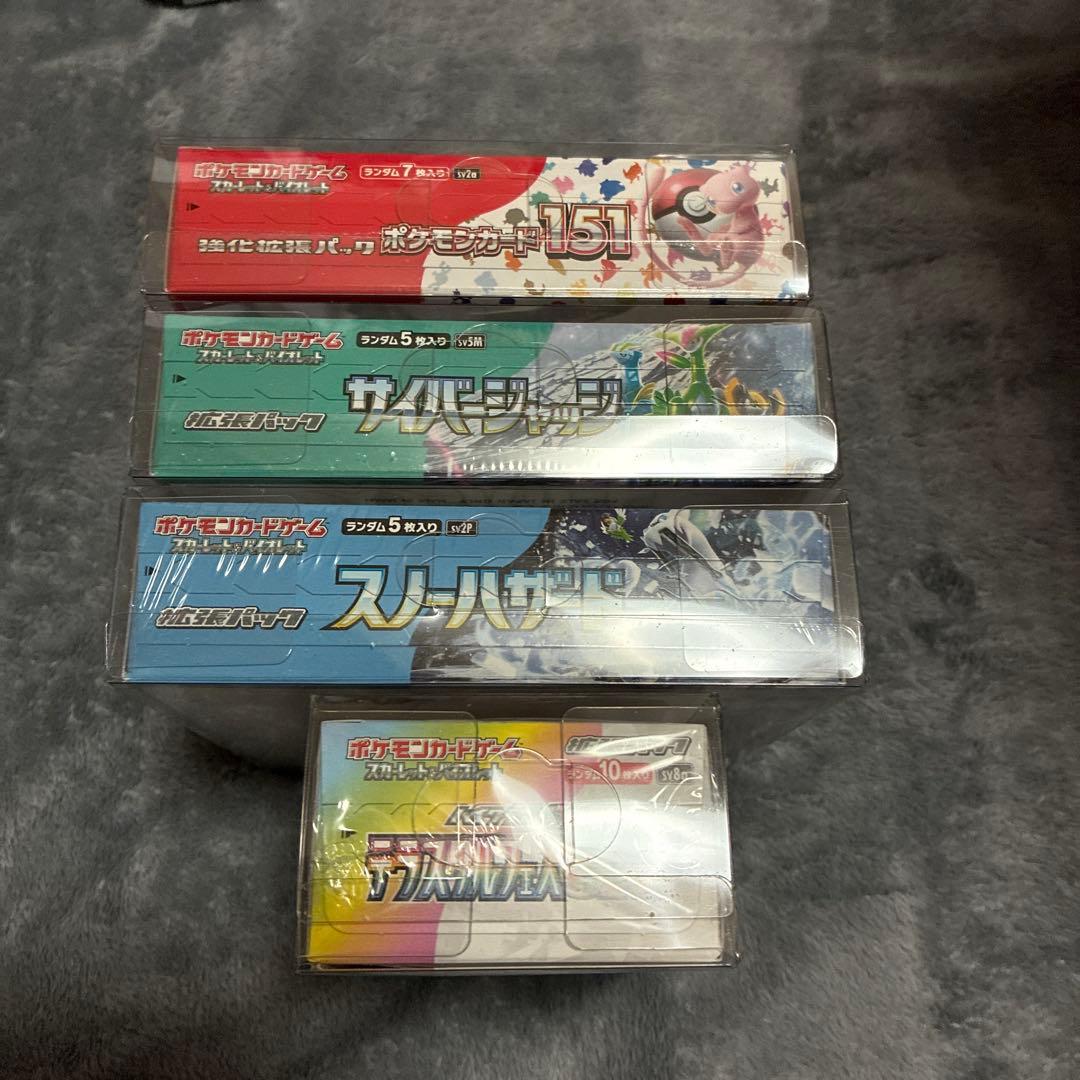 ポケモンカードゲーム ランダム7枚入り sv2a
スカーレット&バイオレット
強化拡張パック ポケモンカード151
ポケモンカードゲーム ランダム5枚入り sv5M
スカーレット&バイオレット
拡張パック サイバージャッジ
ポケモンカードゲーム ランダム5枚入り sv2P
スカーレット&バイオレット
拡張パック スノーハザード
ポケモンカードゲーム
スカーレット&バイオレット
ランダム10枚入り sv8a
テラスタルフェス